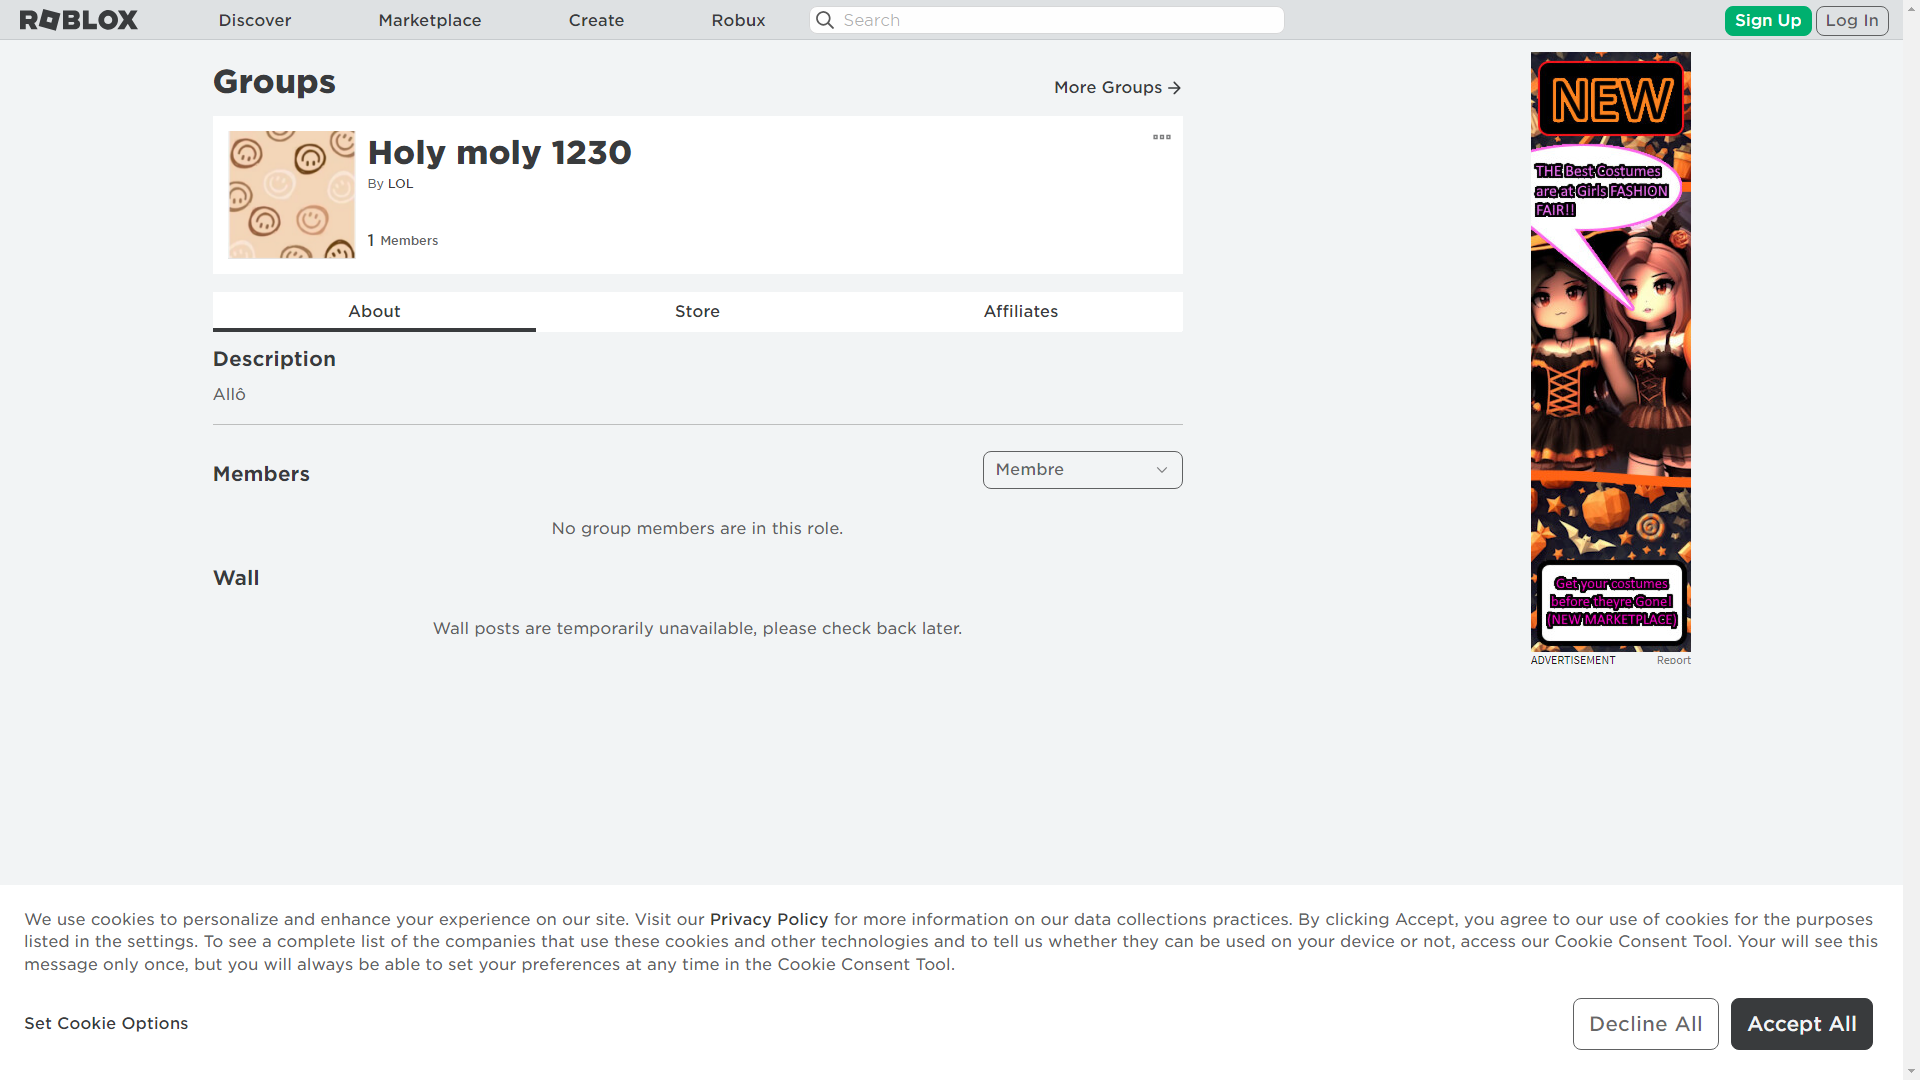 ROBLOX
Discover
Marketplace
Create
Robux
Search
Sign Up
Log In
Groups
More Groups
Holy moly 1230
By LOL
1 Members
About
Store
Affiliates
Description
Allô
Members
Membre
No group members are in this role.
Wall
Wall posts are temporarily unavailable, please check back later.
NEW
THE Best Costumes
are at Girls FASHION
FAIR!!
Get your costumes
before theyre Gone!
(NEW MARKETPLACE)
ADVERTISEMENT
Report
We use cookies to personalize and enhance your experience on our site. Visit our Privacy Policy for more information on our data collections practices. By clicking Accept, you agree to our use of cookies for the purposes
listed in the settings. To see a complete list of the companies that use these cookies and other technologies and to tell us whether they can be used on your device or not, access our Cookie Consent Tool. Your will see this
message only once, but you will always be able to set your preferences at any time in the Cookie Consent Tool.
Set Cookie Options
Decline All
Accept All